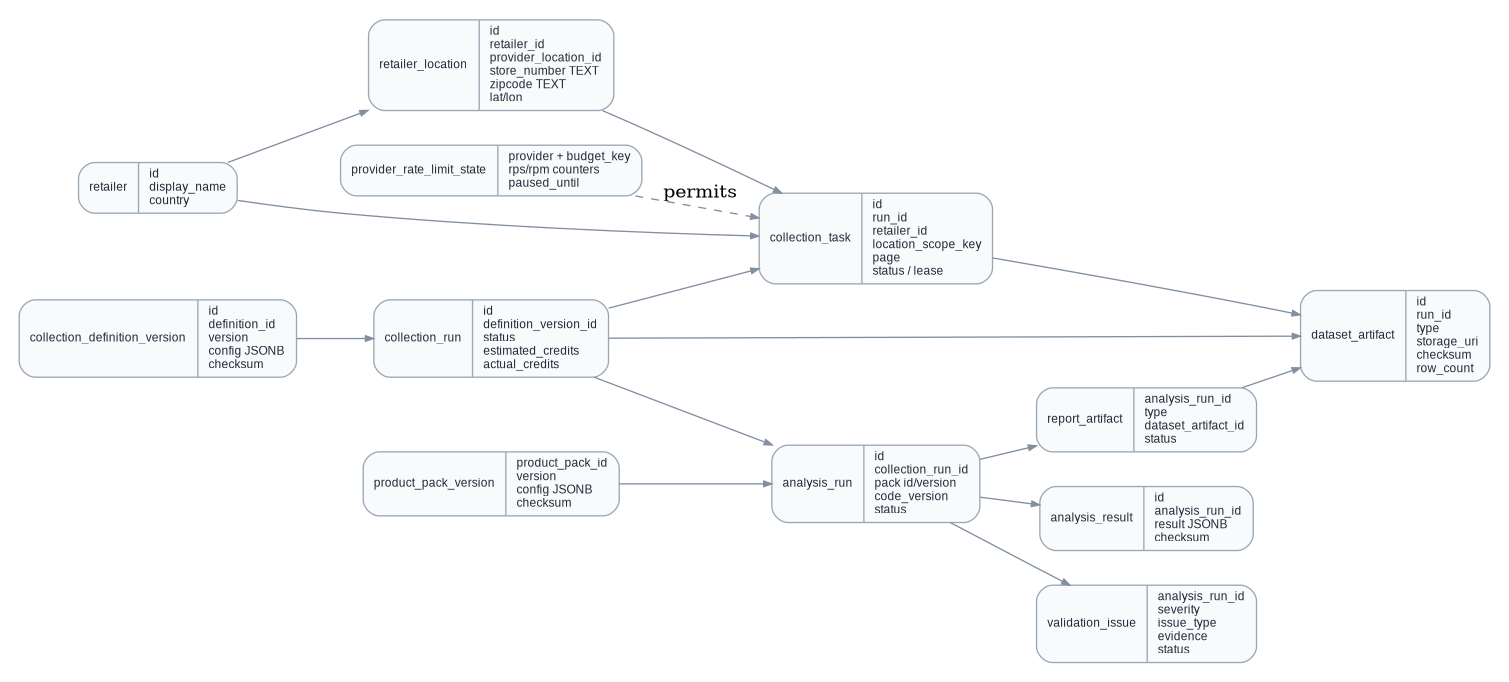 retailer_location
id
retailer_id
provider_location_id
store_number TEXT
zipcode TEXT
lat/lon
provider_rate_limit_state
provider + budget_key
rps/rpm counters
paused_until
permits
retailer
id
display_name
country
collection_task
id
run_id
retailer_id
location_scope_key
page
status / lease
collection_definition_version
id
definition_id
version
config JSONB
checksum
collection_run
id
definition_version_id
status
estimated_credits
actual_credits
dataset_artifact
id
run_id
type
storage_uri
checksum
row_count
report_artifact
analysis_run_id
type
dataset_artifact_id
status
product_pack_version
product_pack_id
version
config JSONB
checksum
analysis_run
id
collection_run_id
pack id/version
code_version
status
analysis_result
id
analysis_run_id
result JSONB
checksum
validation_issue
analysis_run_id
severity
issue_type
evidence
status